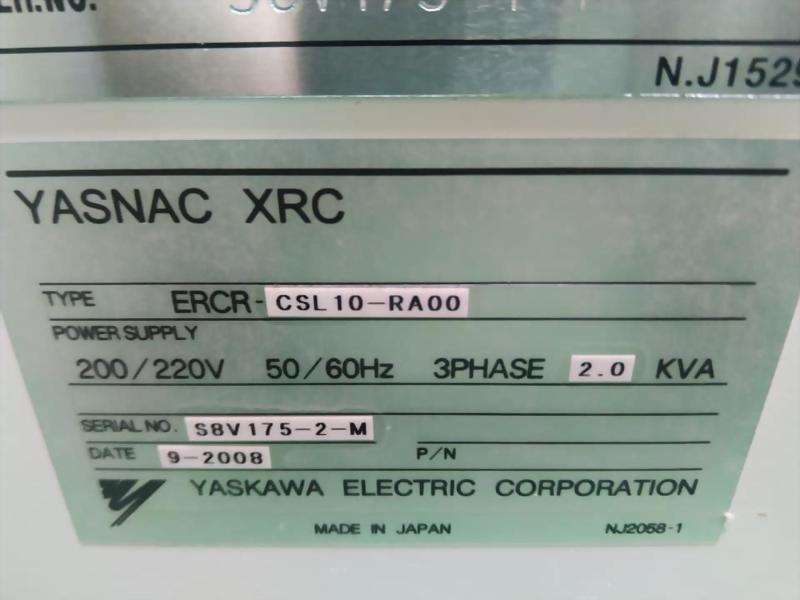 N.J1529
YASNAC XRC
TYPE ERCR-CSL10-RA00
POWER SUPPLY
200/220V 50/60Hz 3PHASE 2.0 KVA
SERIAL NO. S8V175-2-M
DATE 9-2008 P/N
YASKAWA ELECTRIC CORPORATION
MADE IN JAPAN NJ2058-1